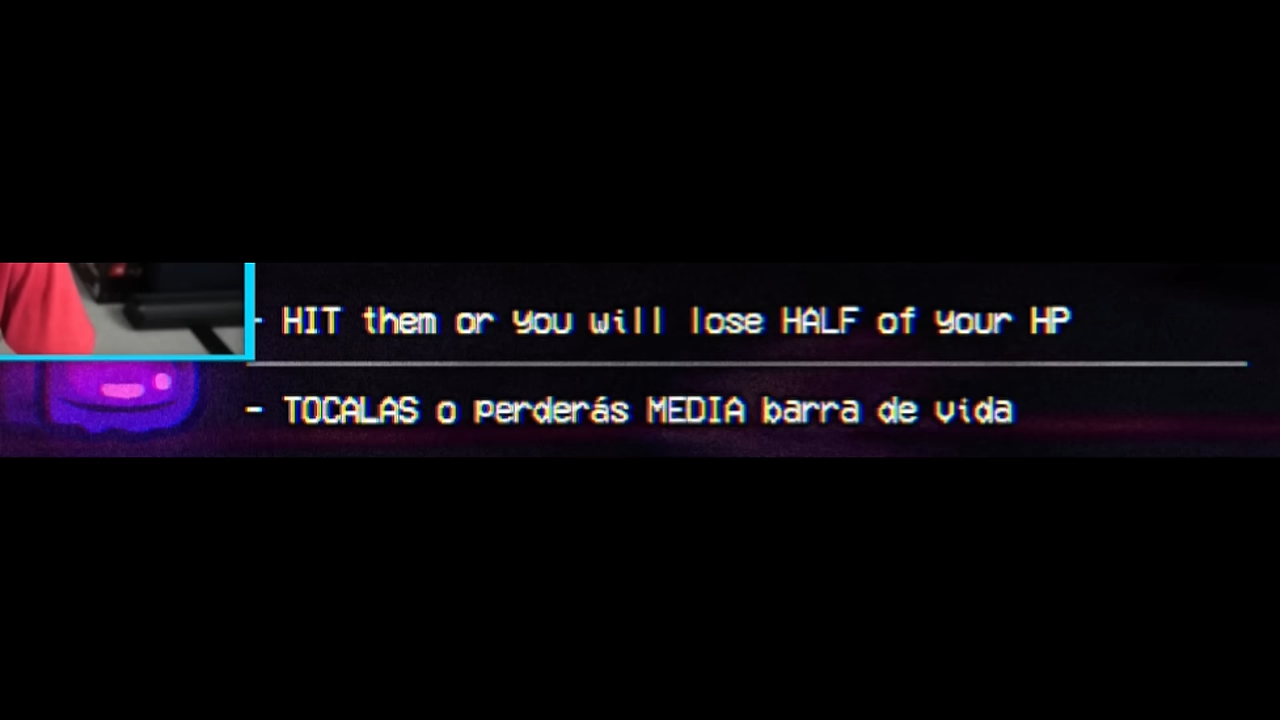 - HIT them or you will lose HALF of your HP
- TOCALAS o perderás MEDIA barra de vida